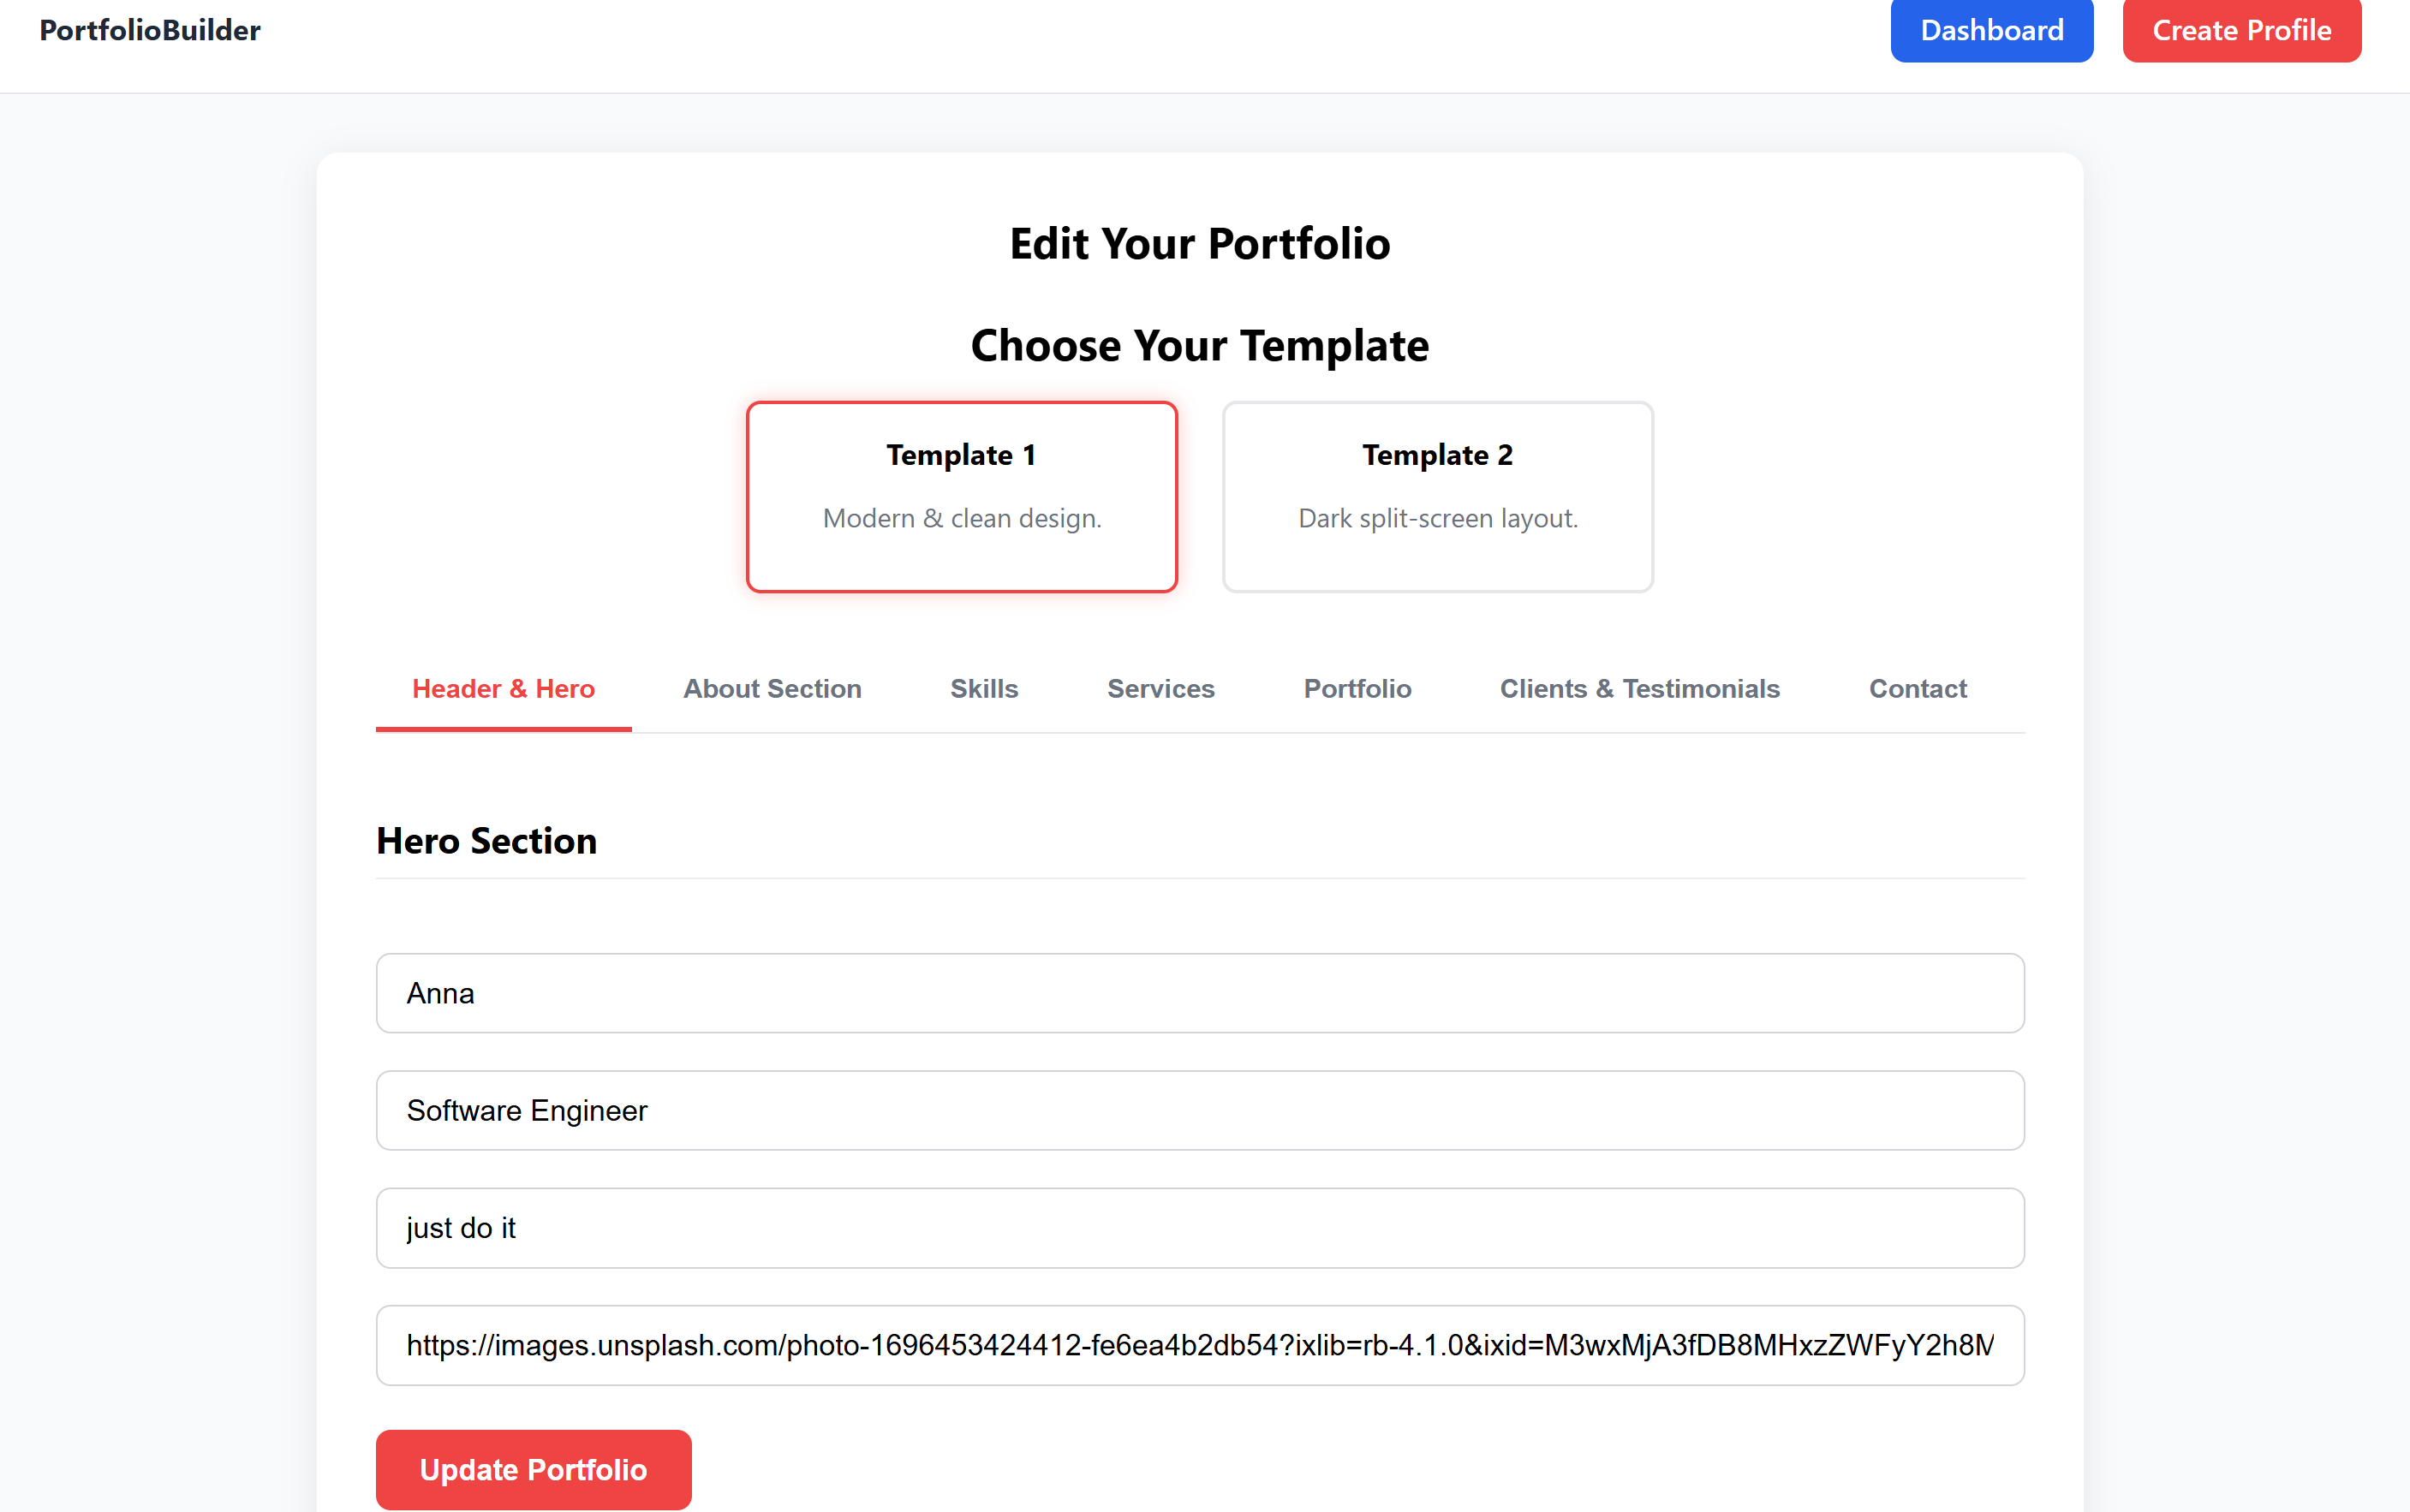 PortfolioBuilder
Dashboard
Create Profile
Edit Your Portfolio
Choose Your Template
Template 1
Modern & clean design.
Template 2
Dark split-screen layout.
Header & Hero
About Section
Skills
Services
Portfolio
Clients & Testimonials
Contact
Hero Section
Anna
Software Engineer
just do it
https://images.unsplash.com/photo-1696453424412-fe6ea4b2db54?ixlib=rb-4.1.0&ixid=M3wxMjA3fDB8MHxzZWFyY2h8M
Update Portfolio